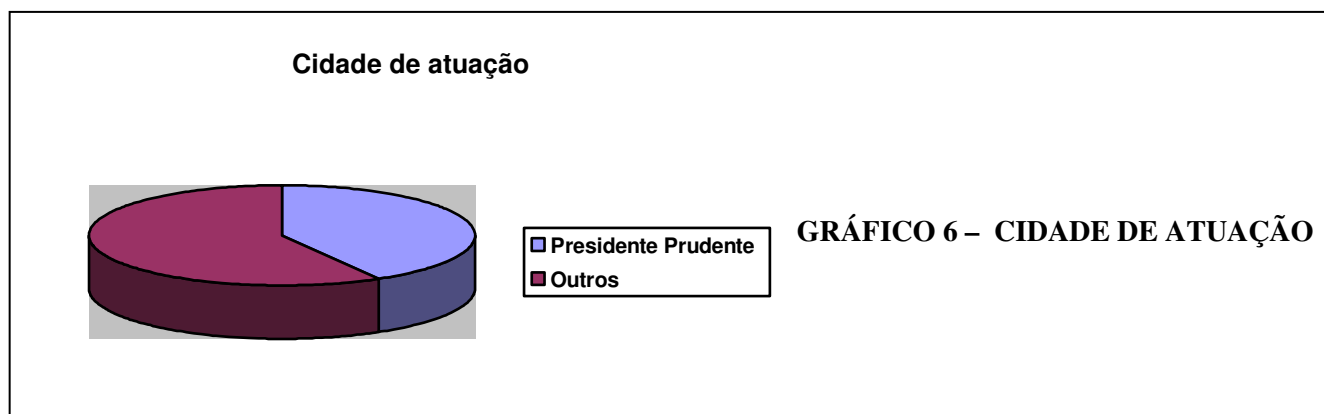 Cidade de atuação
Presidente Prudente
Outros
GRÁFICO 6 – CIDADE DE ATUAÇÃO